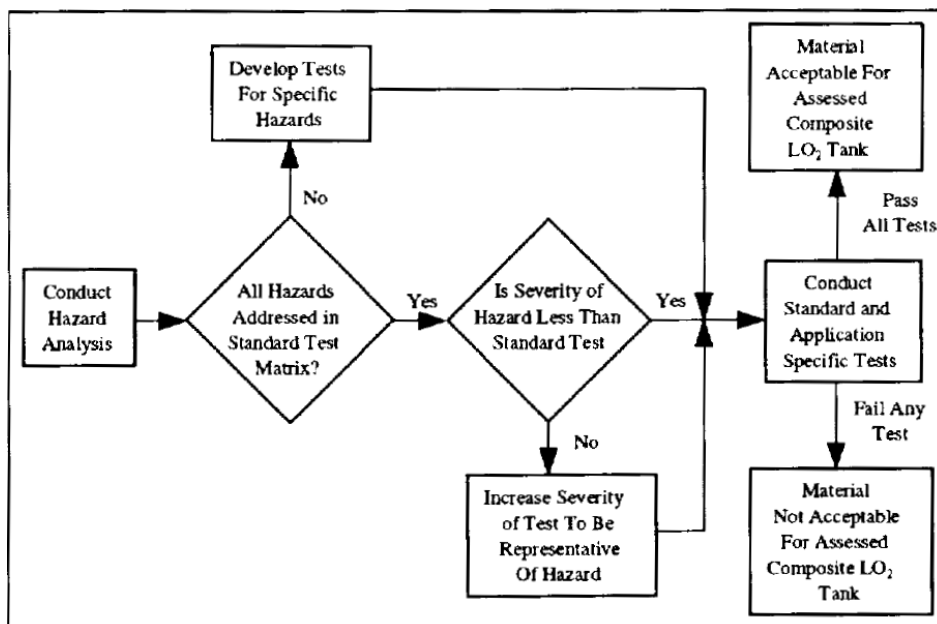 Develop Tests
For Specific
Hazards
Material
Acceptable For
Assessed
Composite
LO₂ Tank
No
Pass
All Tests
Conduct
Hazard
Analysis
All Hazards
Addressed in
Standard Test
Matrix?
Yes
Is Severity of
Hazard Less Than
Standard Test
Yes
Conduct
Standard and
Application
Specific Tests
No
Fail Any
Test
Increase Severity
of Test To Be
Representative
Of Hazard
Material
Not Acceptable
For Assessed
Composite LO₂
Tank